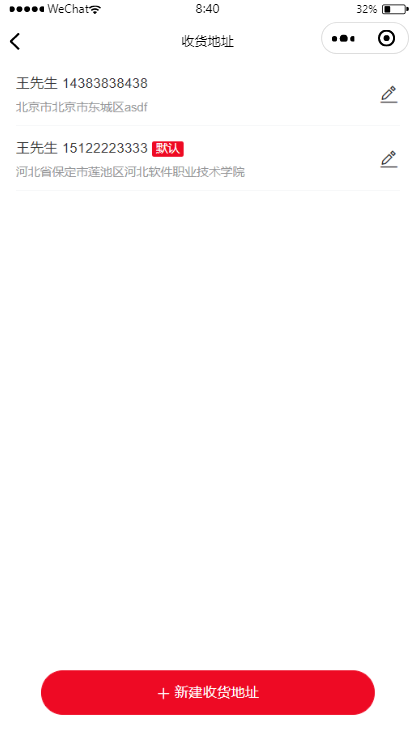 WeChat 8:40 32%
收货地址
王先生 14383838438
北京市北京市东城区asdf
王先生 15122223333 默认
河北省保定市莲池区河北软件职业技术学院
+ 新建收货地址